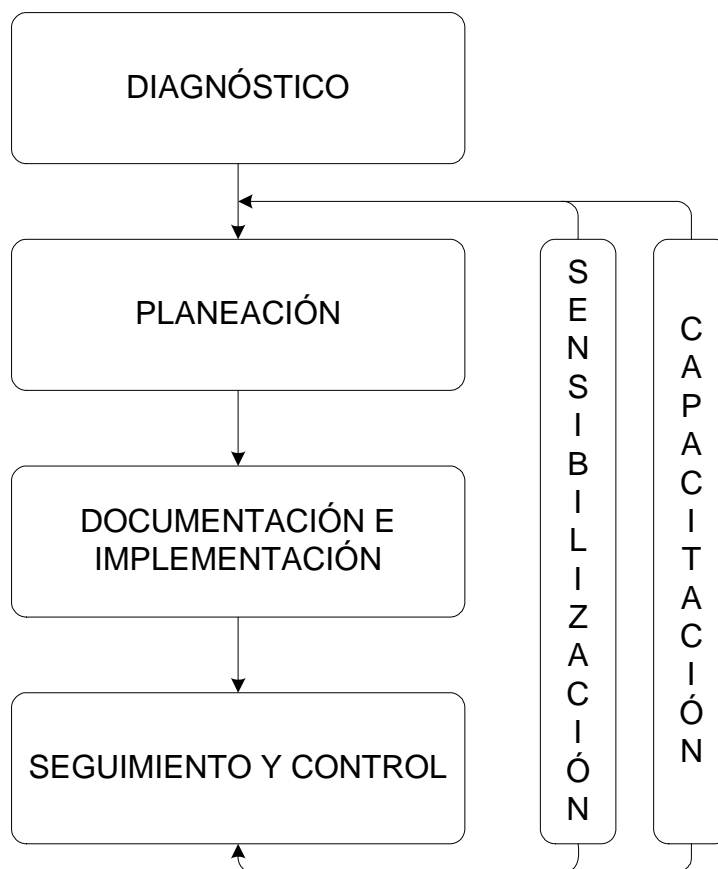 DIAGNÓSTICO
PLANEACIÓN
DOCUMENTACIÓN E
IMPLEMENTACIÓN
SEGUIMIENTO Y CONTROL
SENSIBILIZACIÓN
CAPACITACIÓN